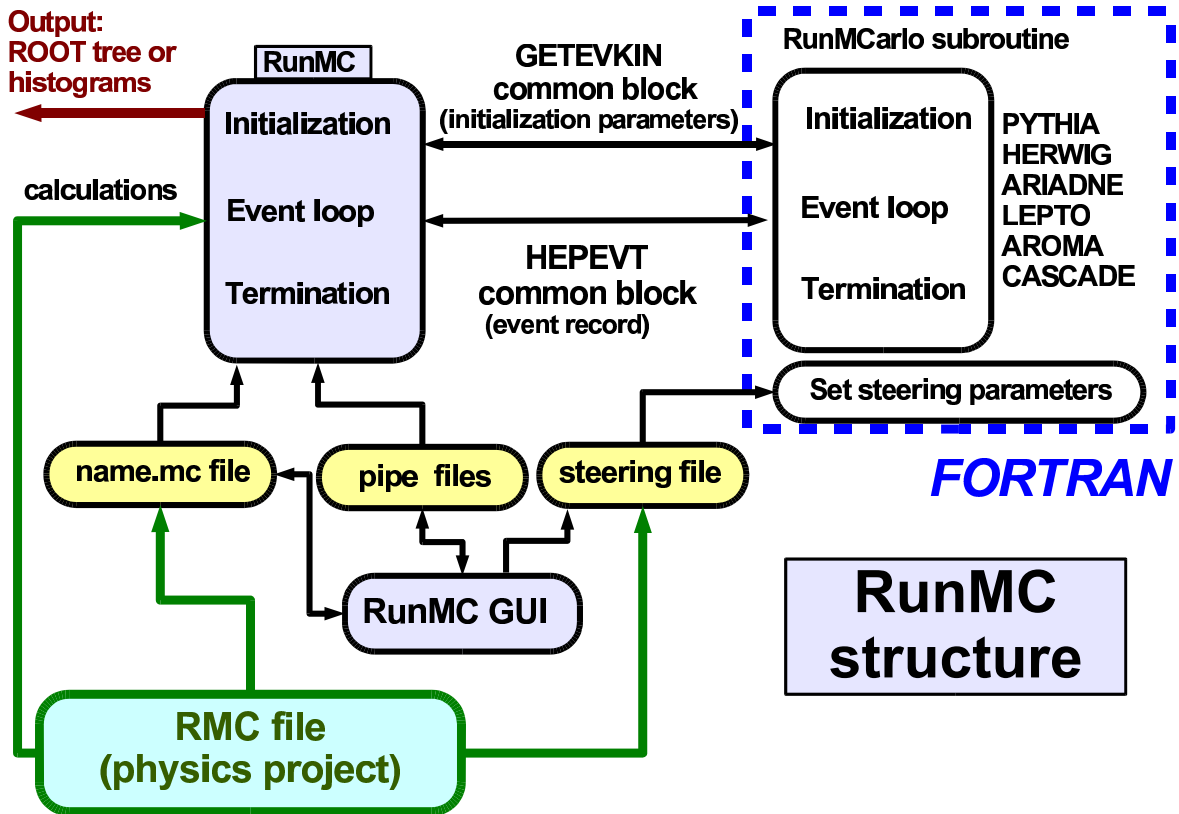 Output:
ROOT tree or
histograms
RunMC
Initialization
Event loop
Termination
calculations
GETEVKIN
common block
(initialization parameters)
HEPEVT
common block
(event record)
RunMCarlo subroutine
Initialization
Event loop
Termination
PYTHIA
HERWIG
ARIADNE
LEPTO
AROMA
CASCADE
Set steering parameters
FORTRAN
name.mc file
pipe files
steering file
RunMC GUI
RMC file
(physics project)
RunMC
structure